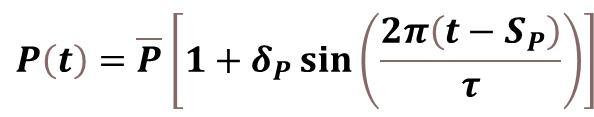 P(t) = P̅ [1 + δ_P sin (2π(t − S_P) / τ)]